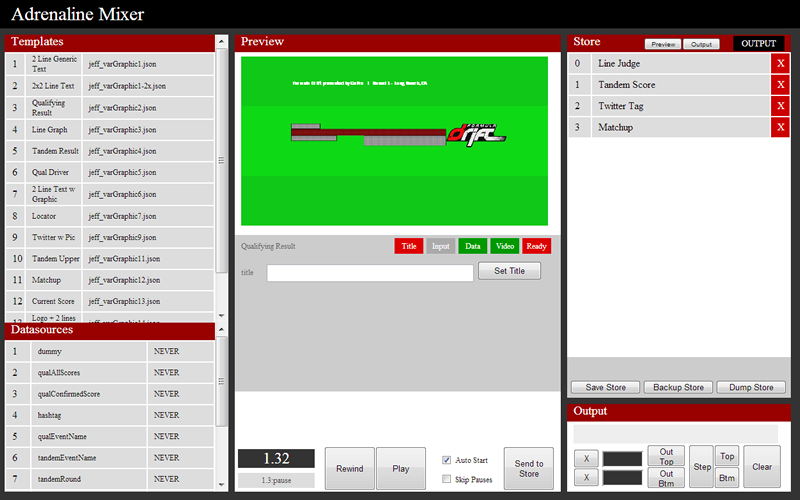 Adrenaline Mixer
Templates
1 2 Line Generic Text jeff_varGraphic1.json
2 2x2 Line Text jeff_varGraphic1-2x.json
3 Qualifying Result jeff_varGraphic2.json
4 Line Graph jeff_varGraphic3.json
5 Tandem Result jeff_varGraphic4.json
6 Qual Driver jeff_varGraphic5.json
7 2 Line Text w Graphic jeff_varGraphic6.json
8 Locator jeff_varGraphic7.json
9 Twitter w Pic jeff_varGraphic9.json
10 Tandem Upper jeff_varGraphic11.json
11 Matchup jeff_varGraphic12.json
12 Current Score jeff_varGraphic13.json
13 Logo + 2 lines jeff_varGraphic14.json
Datasources
1 dummy NEVER
2 qualAllScores NEVER
3 qualConfirmedScore NEVER
4 hashtag NEVER
5 qualEventName NEVER
6 tandemEventName NEVER
7 tandemRound NEVER
Preview
FORMULA
drift
Qualifying Result Title Input Data Video Ready
title Set Title
1.32
1.3:pause
Rewind Play
Auto Start
Skip Pauses
Send to Store
Store Preview Output OUTPUT
0 Line Judge X
1 Tandem Score X
2 Twitter Tag X
3 Matchup X
Save Store Backup Store Dump Store
Output
X Out Top Step Top Clear
X Out Btm Btm